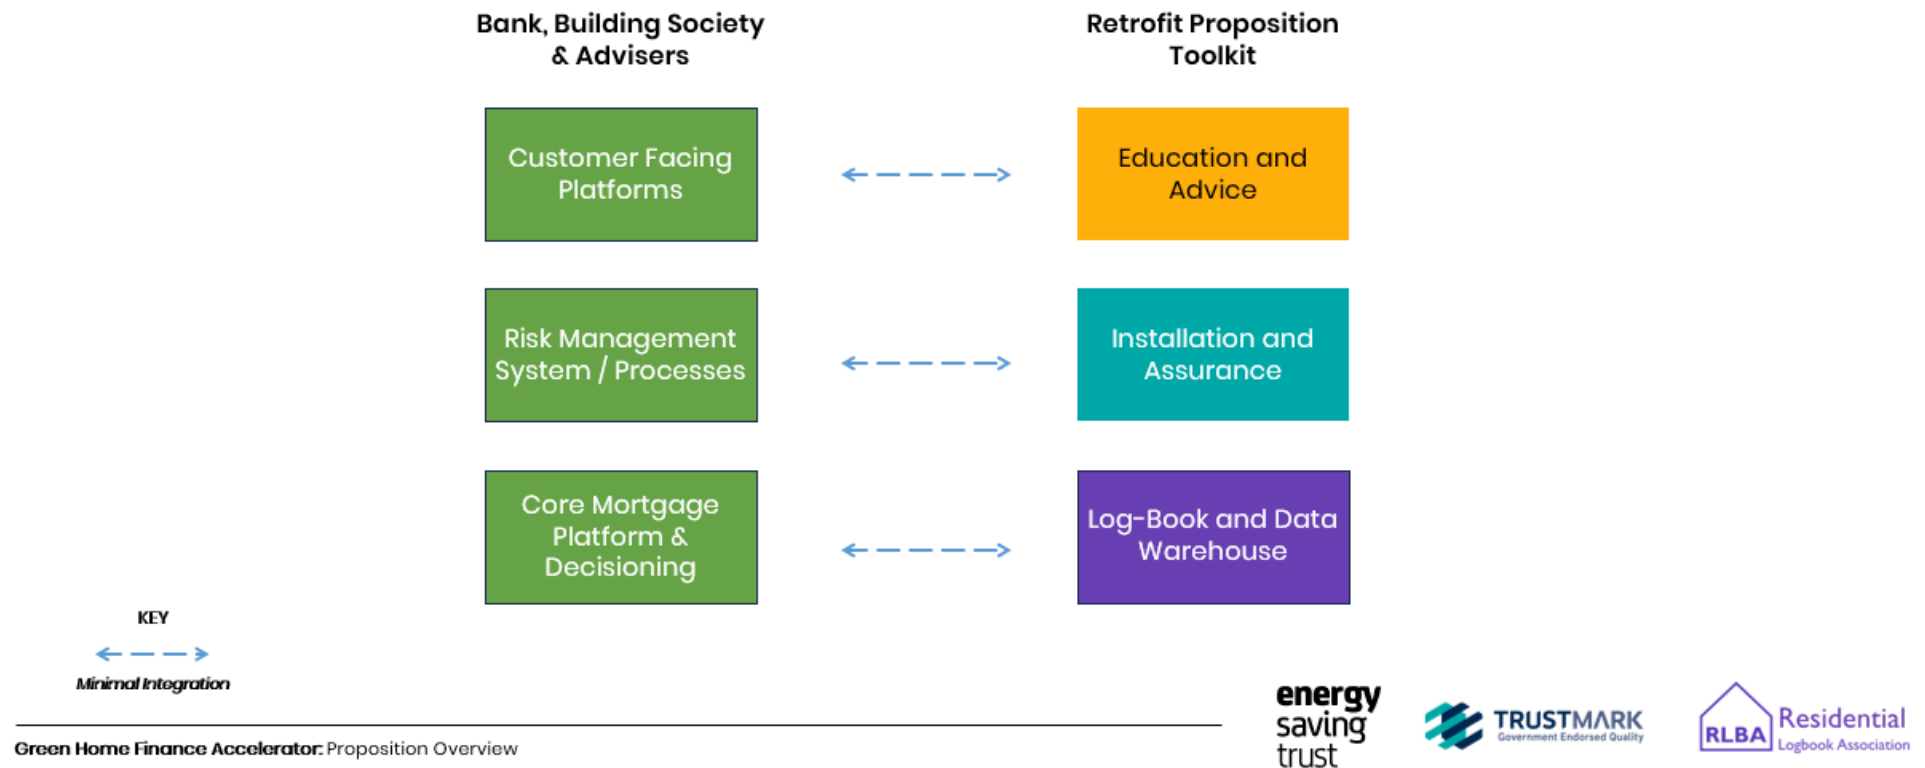 Bank, Building Society
& Advisers
Retrofit Proposition
Toolkit
Customer Facing
Platforms
Education and
Advice
Risk Management
System / Processes
Installation and
Assurance
Core Mortgage
Platform &
Decisioning
Log-Book and Data
Warehouse
KEY
Minimal Integration
Green Home Finance Accelerator: Proposition Overview
energy
saving
trust
TRUSTMARK
Government Endorsed Quality
RLBA
Residential
Logbook Association